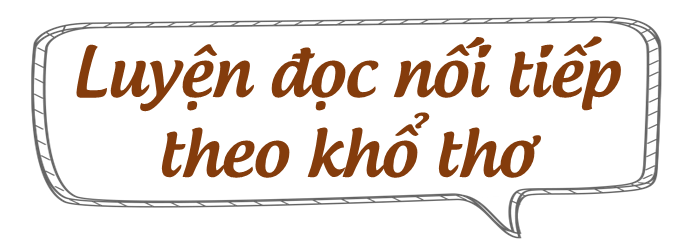 Luyện đọc nối tiếp
theo khổ thơ